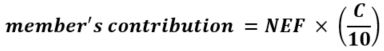 member's contribution = NEF × (C/10)